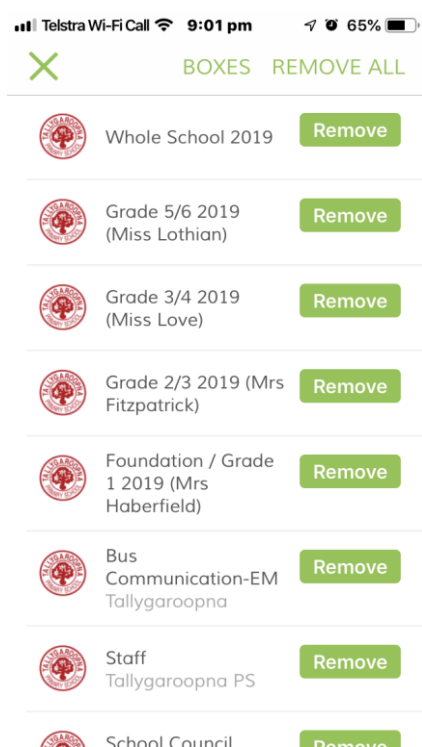 Telstra Wi-Fi Call 9:01 pm 65%
BOXES REMOVE ALL
Whole School 2019 Remove
Grade 5/6 2019
(Miss Lothian)
Remove
Grade 3/4 2019
(Miss Love)
Remove
Grade 2/3 2019 (Mrs
Fitzpatrick)
Remove
Foundation / Grade
1 2019 (Mrs
Haberfield)
Remove
Bus
Communication-EM
Tallygaroopna
Remove
Staff
Tallygaroopna PS
Remove
School Council
Remove